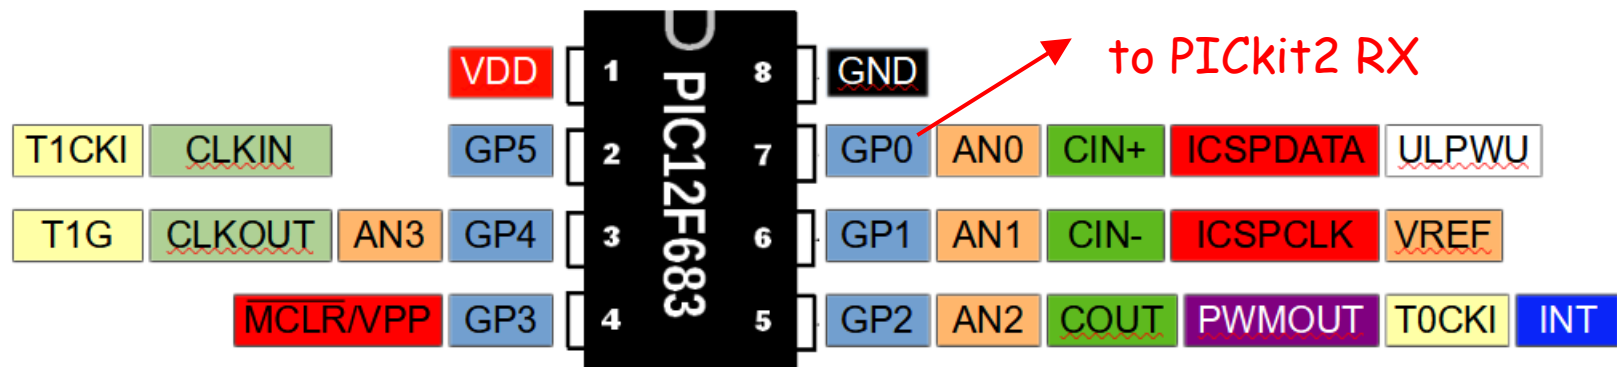 to PICkit2 RX
VDD 1 8 GND
T1CKI CLKIN GP5 2 7 GP0 AN0 CIN+ ICSPDATA ULPWU
T1G CLKOUT AN3 GP4 3 6 GP1 AN1 CIN- ICSPCLK VREF
MCLR/VPP GP3 4 5 GP2 AN2 COUT PWMOUT T0CKI INT
PIC12F683